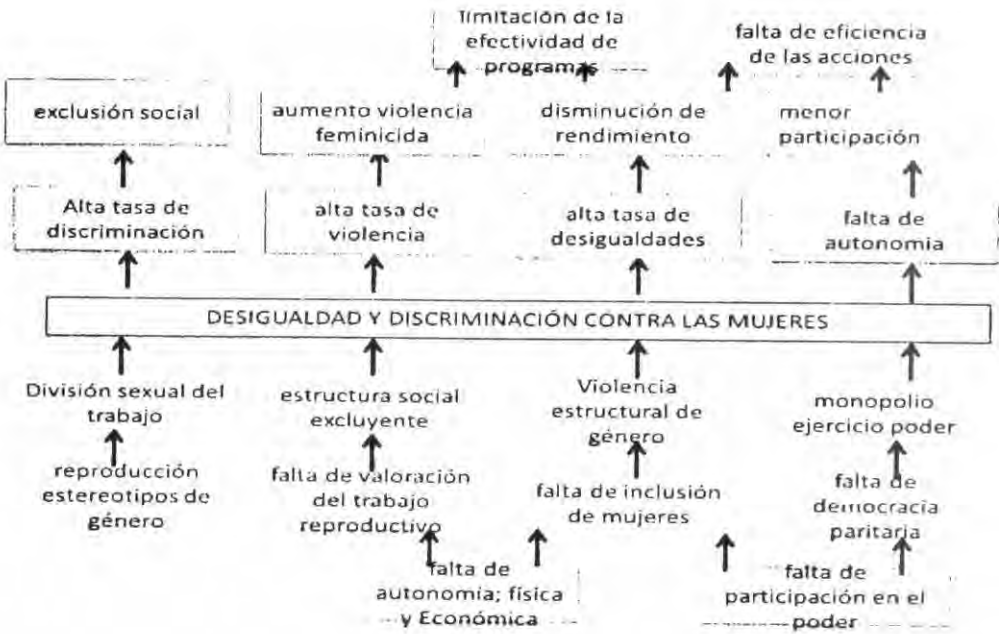 limitación de la
efectividad de
programas
falta de eficiencia
de las acciones
exclusión social
aumento violencia
feminicida
disminución de
rendimiento
menor
participación
Alta tasa de
discriminación
alta tasa de
violencia
alta tasa de
desigualdades
falta de
autonomia
DESIGUALDAD Y DISCRIMINACIÓN CONTRA LAS MUJERES
División sexual del
trabajo
estructura social
excluyente
Violencia
estructural de
género
monopolio
ejercicio poder
reproducción
estereotipos de
género
falta de valoración
del trabajo
reproductivo
falta de inclusión
de mujeres
falta de
democracia
paritaria
falta de
autonomía; física
y Económica
falta de
participación en el
poder